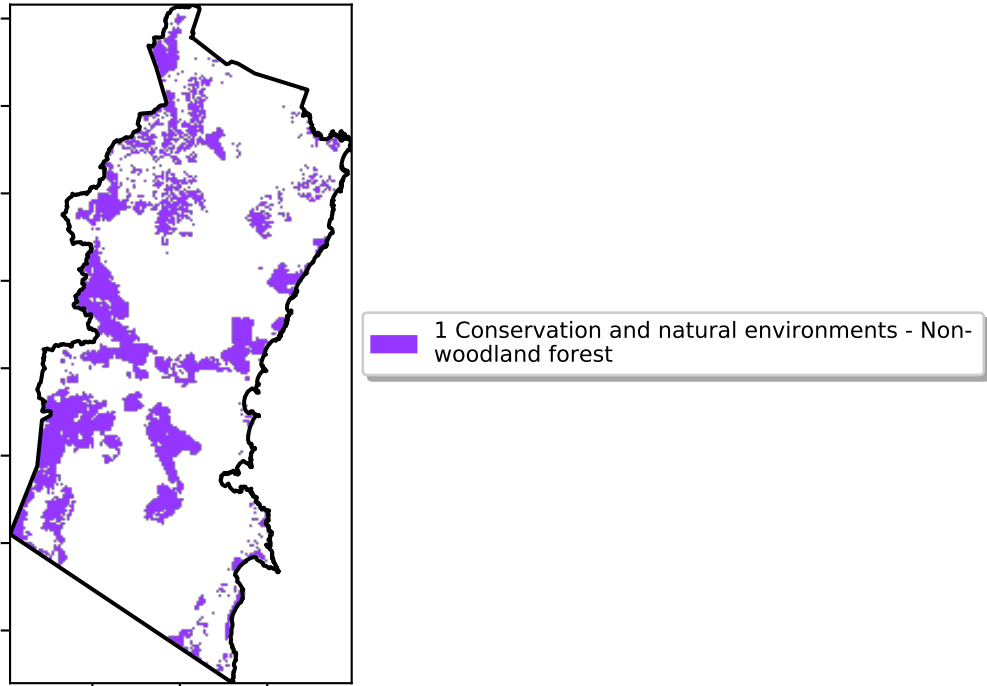 1 Conservation and natural environments - Non-
woodland forest